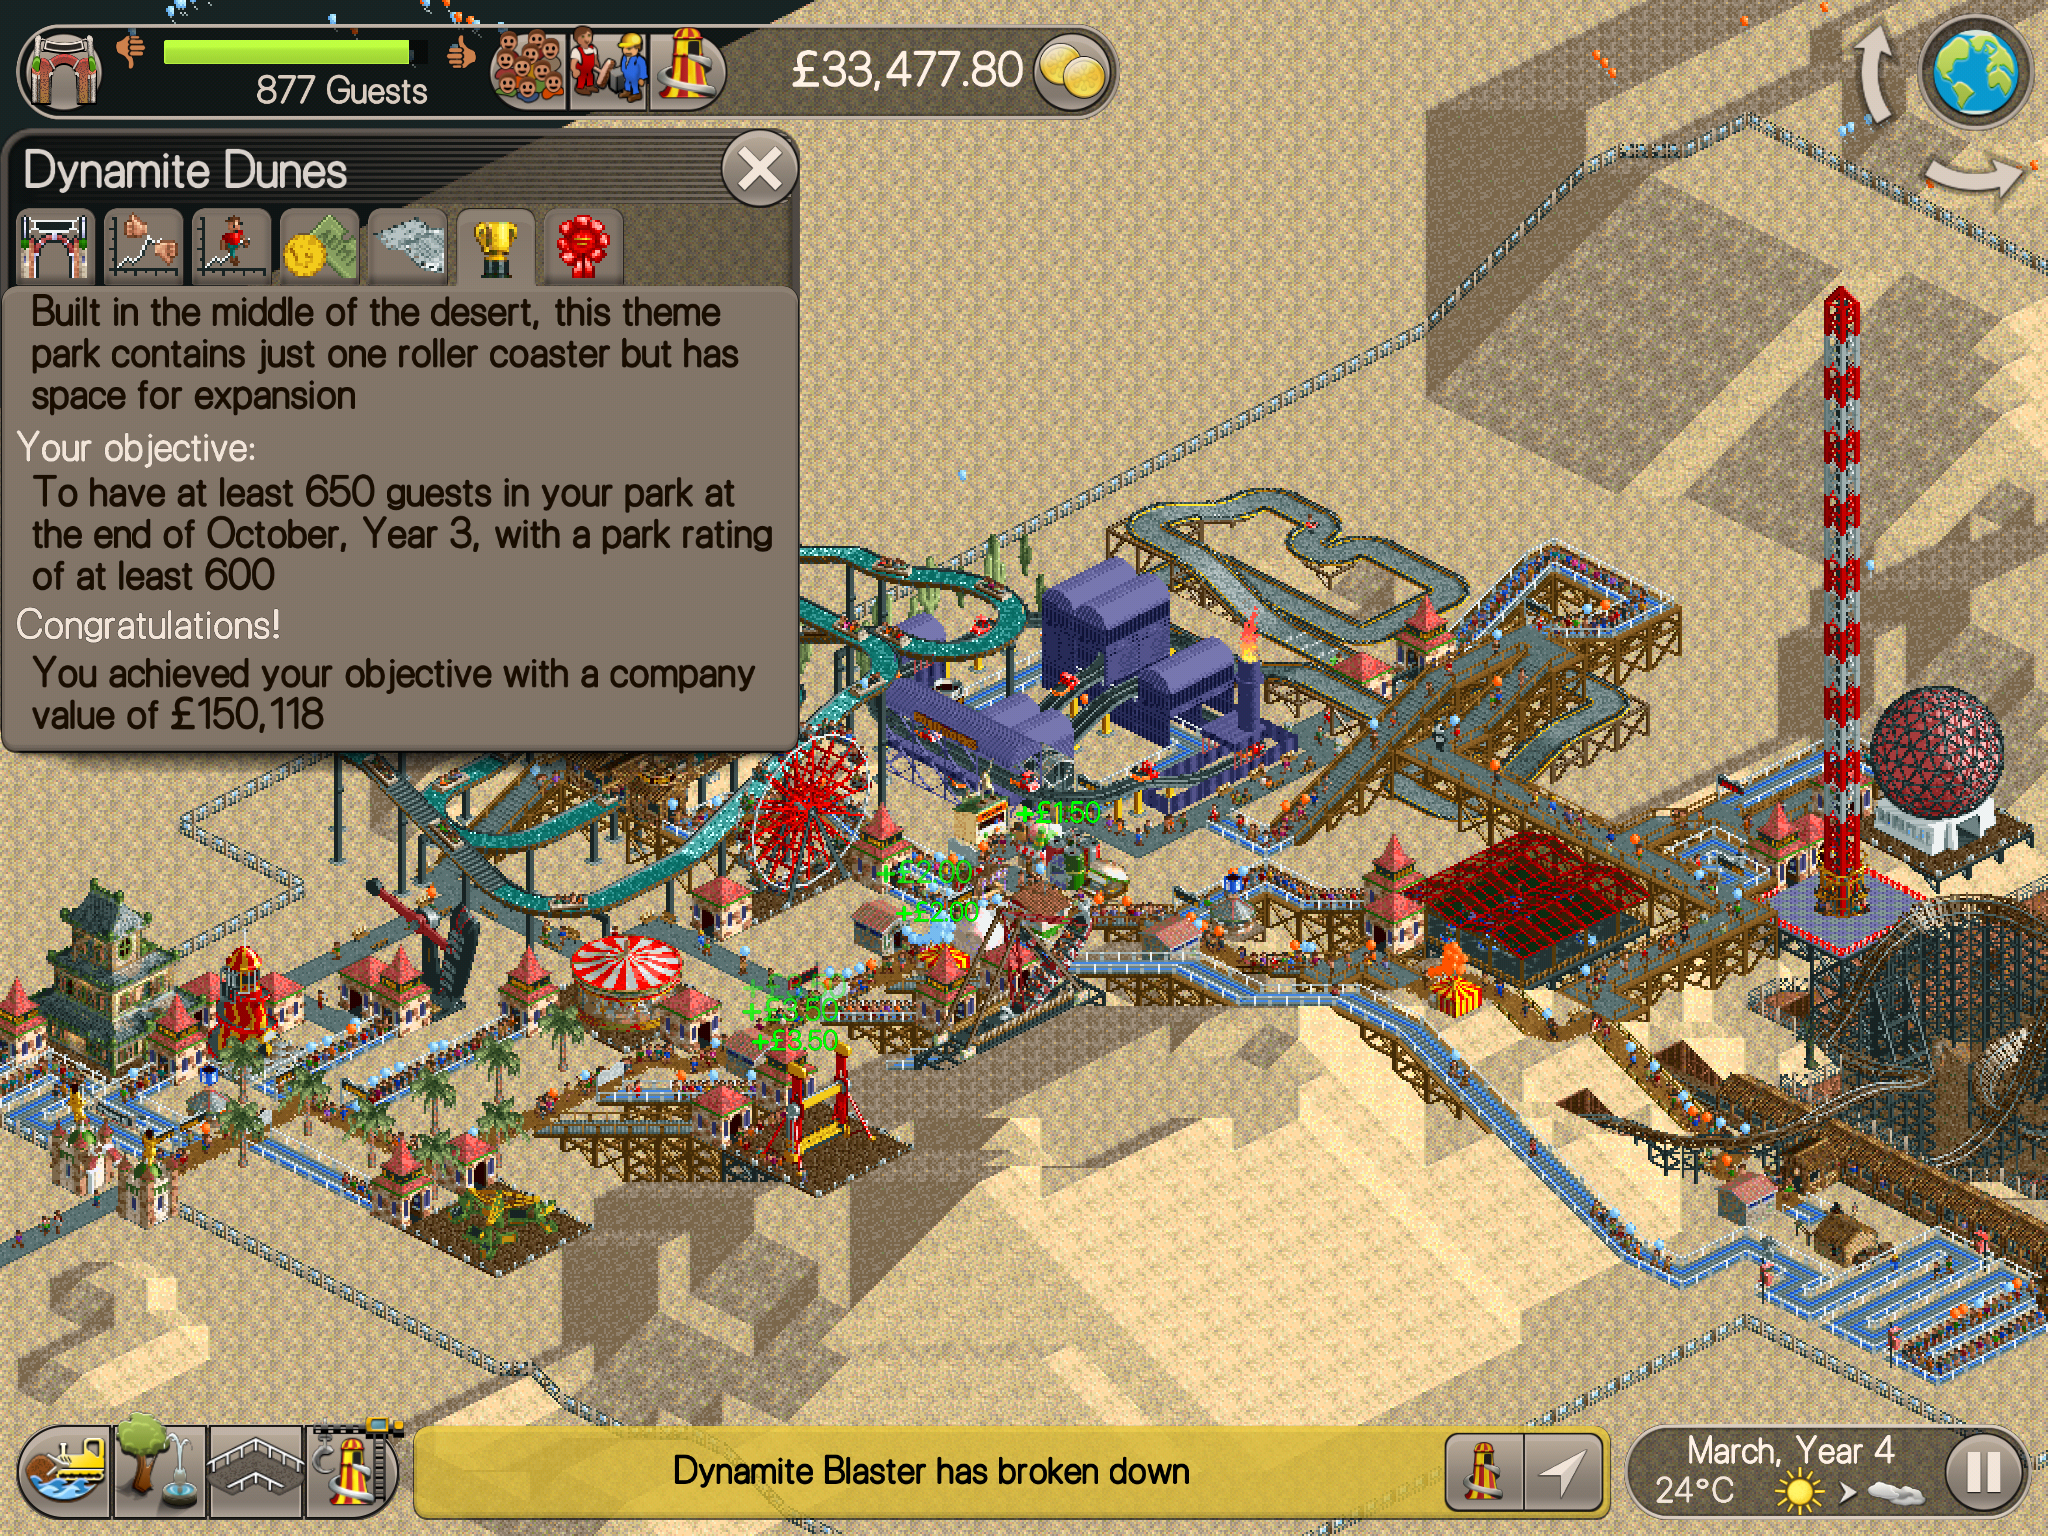 877 Guests
£33,477.80
Dynamite Dunes
Built in the middle of the desert, this theme
park contains just one roller coaster but has
space for expansion
Your objective:
To have at least 650 guests in your park at
the end of October, Year 3, with a park rating
of at least 600
Congratulations!
You achieved your objective with a company
value of £150,118
+£1.50
+£2.00
+£2.00
+£3.50
+£3.50
Dynamite Blaster has broken down
March, Year 4
24°C